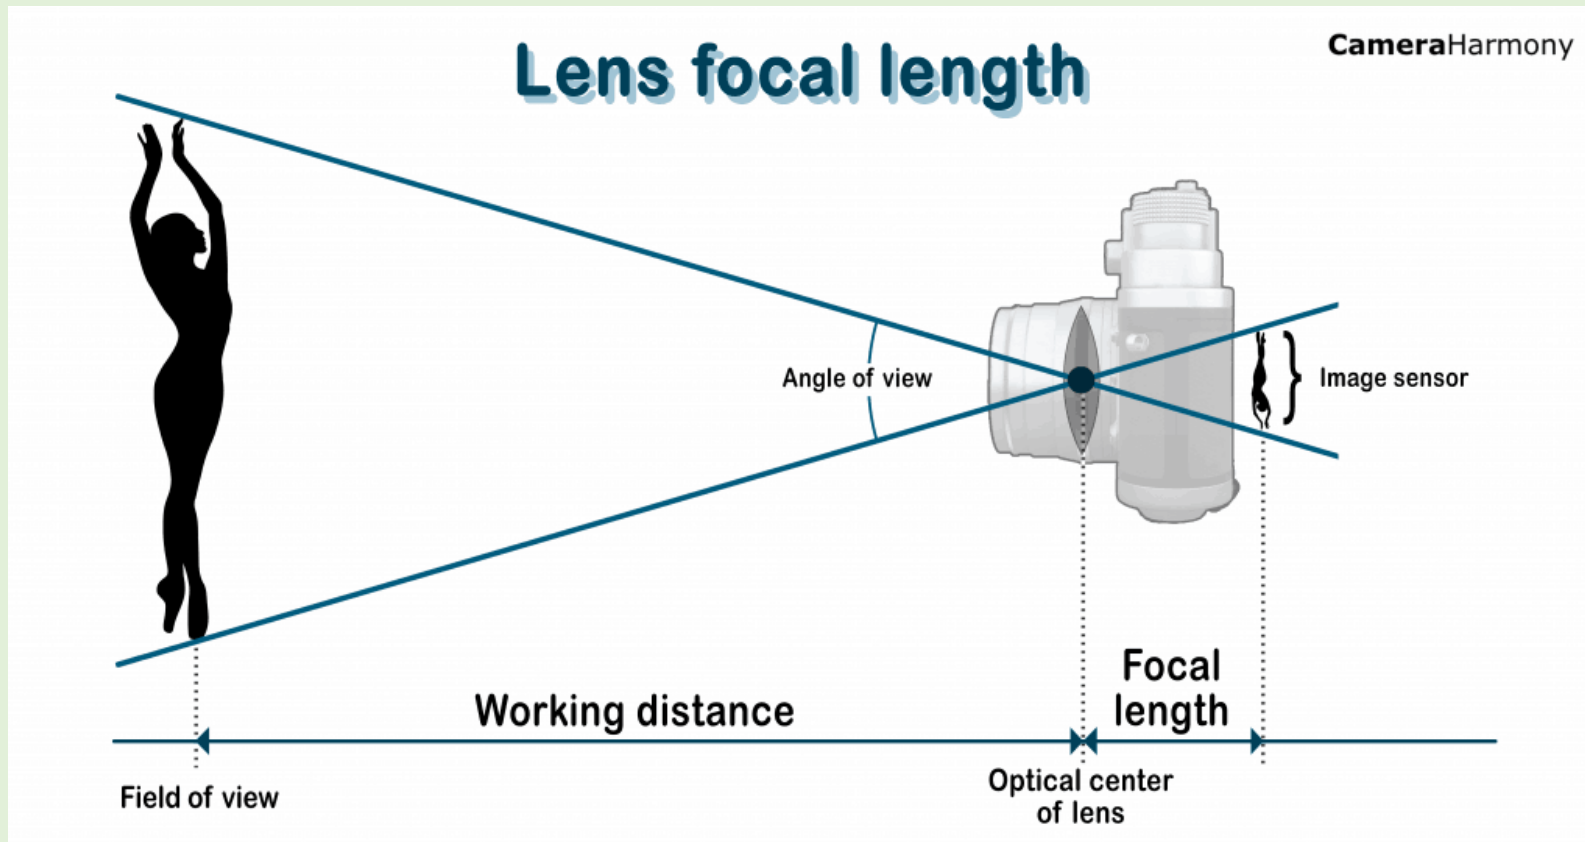 Lens focal length
CameraHarmony
Angle of view
Image sensor
Working distance
Focal
length
Field of view
Optical center
of lens